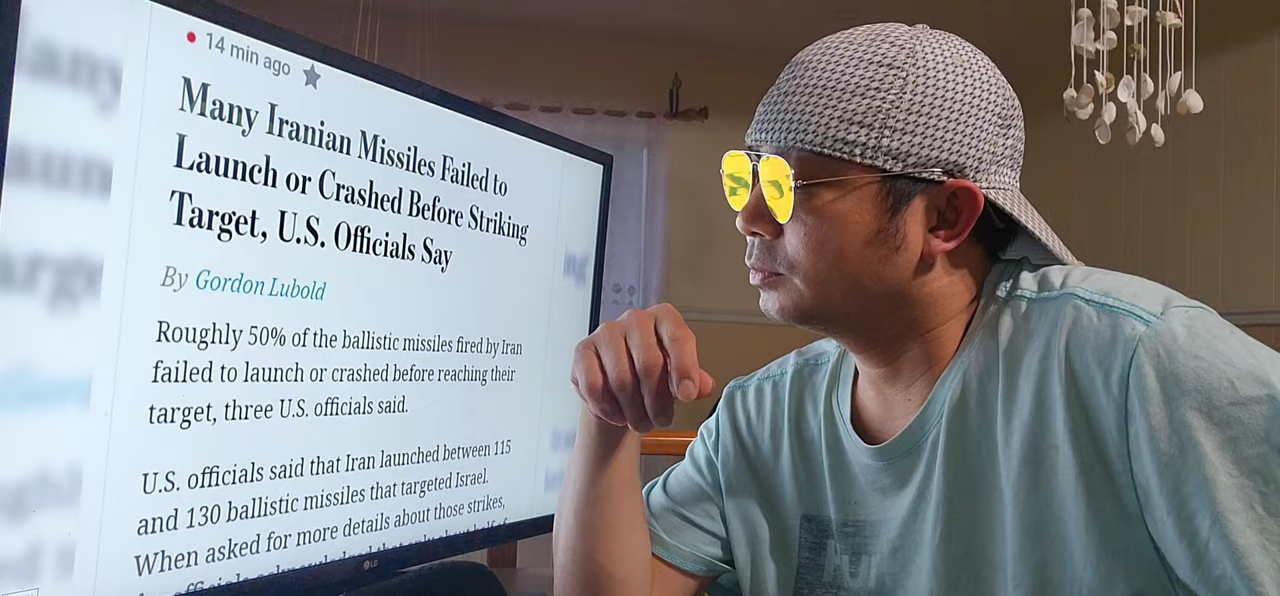 14 min ago
Many Iranian Missiles Failed to
Launch or Crashed Before Striking
Target, U.S. Officials Say
By Gordon Lubold
Roughly 50% of the ballistic missiles fired by Iran
failed to launch or crashed before reaching their
target, three U.S. officials said.
U.S. officials said that Iran launched between 115
and 130 ballistic missiles that targeted Israel.
When asked for more details about those strikes,
LG